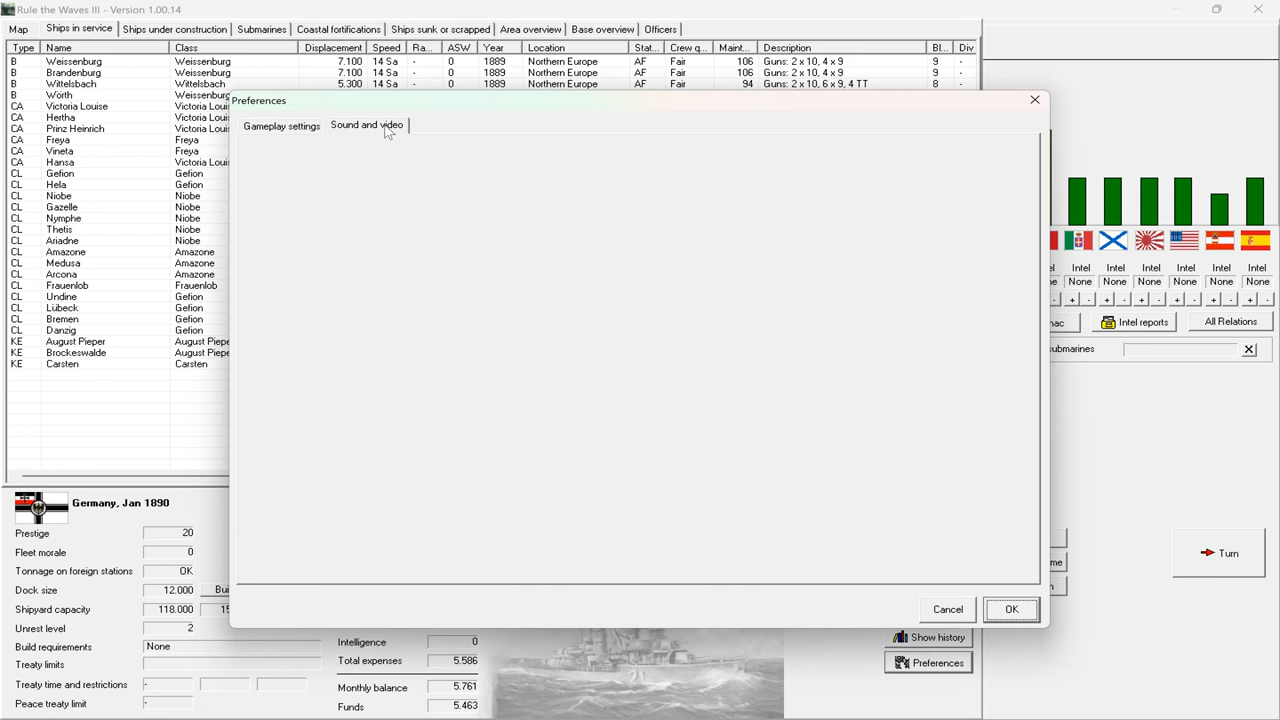 Rule the Waves III - Version 1.00.14
Map Ships in service Ships under construction Submarines Coastal fortifications Ships sunk or scrapped Area overview Base overview Officers
Type Name Class Displacement Speed Ra... ASW Year Location Stat... Crew q... Maint... Description Bl... Div
B Weissenburg Weissenburg 7.100 14 Sa - 0 1889 Northern Europe AF Fair 106 Guns: 2 x 10, 4 x 9 9 -
B Brandenburg Weissenburg 7.100 14 Sa - 0 1889 Northern Europe AF Fair 106 Guns: 2 x 10, 4 x 9 9 -
B Wittelsbach Wittelsbach 5.300 14 Sa - 0 1889 Northern Europe AF Fair 94 Guns: 2 x 10, 6 x 9, 4 TT 8 -
B Wörth Weissenburg
CA Victoria Louise Victoria Loui
CA Hertha Victoria Loui
CA Prinz Heinrich Victoria Loui
CA Freya Freya
CA Vineta Freya
CA Hansa Victoria Loui
CL Gefion Gefion
CL Hela Gefion
CL Niobe Niobe
CL Gazelle Niobe
CL Nymphe Niobe
CL Thetis Niobe
CL Ariadne Niobe
CL Amazone Amazone
CL Medusa Amazone
CL Arcona Amazone
CL Frauenlob Frauenlob
CL Undine Gefion
CL Lübeck Gefion
CL Bremen Gefion
CL Danzig Gefion
KE August Pieper August Piepe
KE Brockeswalde August Piepe
KE Carsten Carsten
Preferences
Gameplay settings Sound and video
Cancel OK
Intel Intel Intel Intel Intel Intel
None None None None None None
+ - + - + - + - + - + -
nac Intel reports All Relations
submarines
Germany, Jan 1890
Prestige 20
Fleet morale 0
Tonnage on foreign stations OK
Dock size 12.000 Bui
Shipyard capacity 118.000 15
Unrest level 2
Build requirements None
Treaty limits
Treaty time and restrictions -
Peace treaty limit -
Intelligence 0
Total expenses 5.586
Monthly balance 5.761
Funds 5.463
me
n
Turn
Show history
Preferences